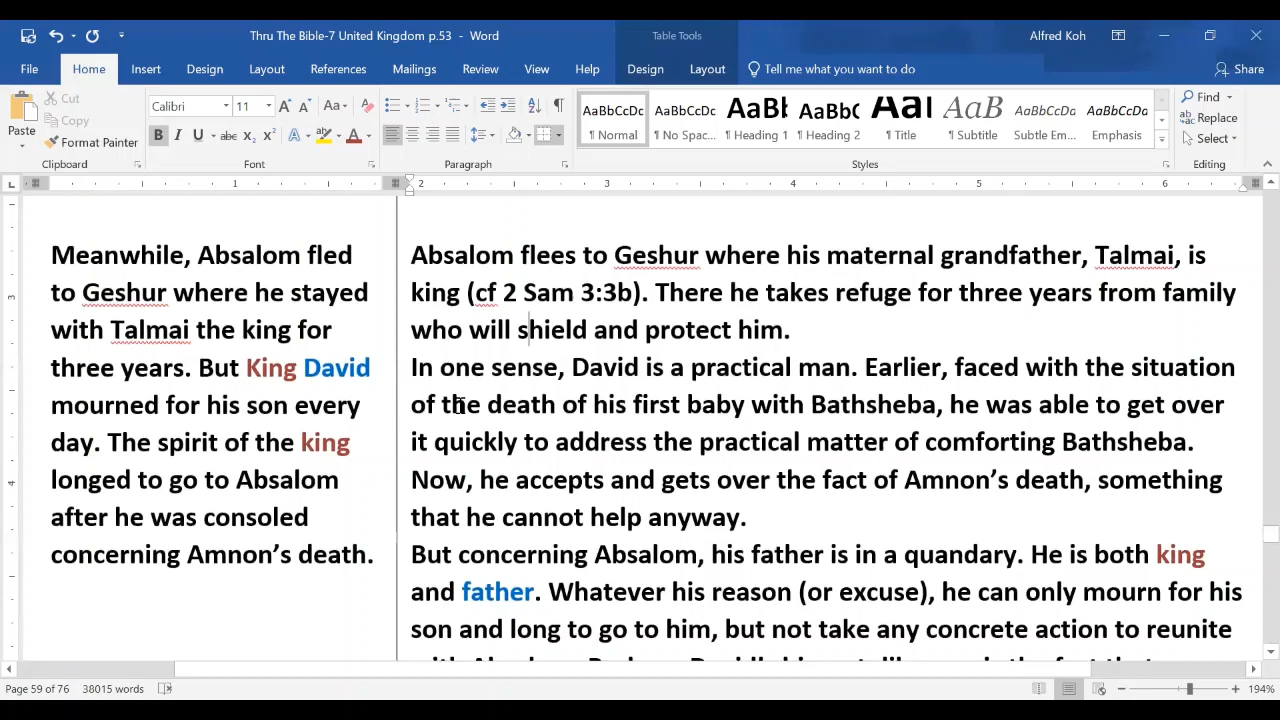 Thru The Bible-7 United Kingdom p.53 - Word
Table Tools
Alfred Koh
File
Home
Insert
Design
Layout
References
Mailings
Review
View
Help
Design
Layout
Tell me what you want to do
Share
Paste
Cut
Copy
Format Painter
Clipboard
Calibri
11
Font
Paragraph
AaBbCcDc
¶ Normal
AaBbCcDc
¶ No Spac...
AaBb(
Heading 1
AaBb(
Heading 2
AaI
¶ Title
AaB
¶ Subtitle
AaBbCcDc
Subtle Em...
AaBbCcDc
Emphasis
Styles
Find
Replace
Select
Editing
1
2
3
4
5
6
3
4
Meanwhile, Absalom fled
to Geshur where he stayed
with Talmai the king for
three years. But King David
mourned for his son every
day. The spirit of the king
longed to go to Absalom
after he was consoled
concerning Amnon’s death.
Absalom flees to Geshur where his maternal grandfather, Talmai, is
king (cf 2 Sam 3:3b). There he takes refuge for three years from family
who will shield and protect him.
In one sense, David is a practical man. Earlier, faced with the situation
of the death of his first baby with Bathsheba, he was able to get over
it quickly to address the practical matter of comforting Bathsheba.
Now, he accepts and gets over the fact of Amnon’s death, something
that he cannot help anyway.
But concerning Absalom, his father is in a quandary. He is both king
and father. Whatever his reason (or excuse), he can only mourn for his
son and long to go to him, but not take any concrete action to reunite
Page 59 of 76
38015 words
194%